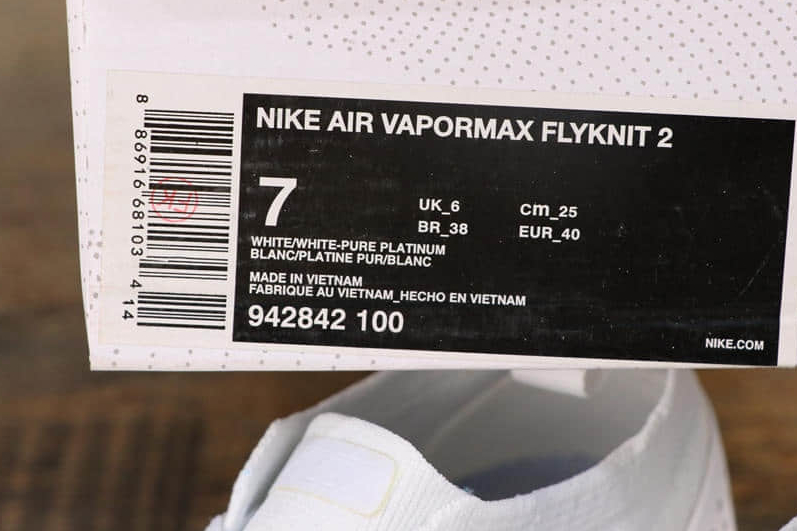 8 86916 68103 4 14
NIKE AIR VAPORMAX FLYKNIT 2
7
UK_6 cm_25
BR_38 EUR_40
WHITE/WHITE-PURE PLATINUM
BLANC/PLATINE PUR/BLANC
MADE IN VIETNAM
FABRIQUE AU VIETNAM_HECHO EN VIETNAM
942842 100
NIKE.COM